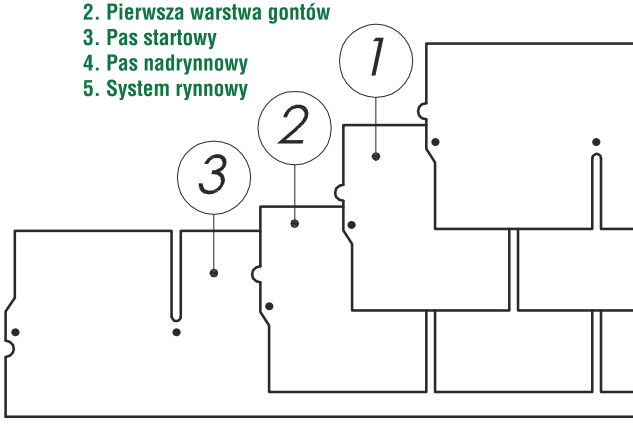 2. Pierwsza warstwa gontów
3. Pas startowy
4. Pas nadrynnowy
5. System rynnowy
1
2
3